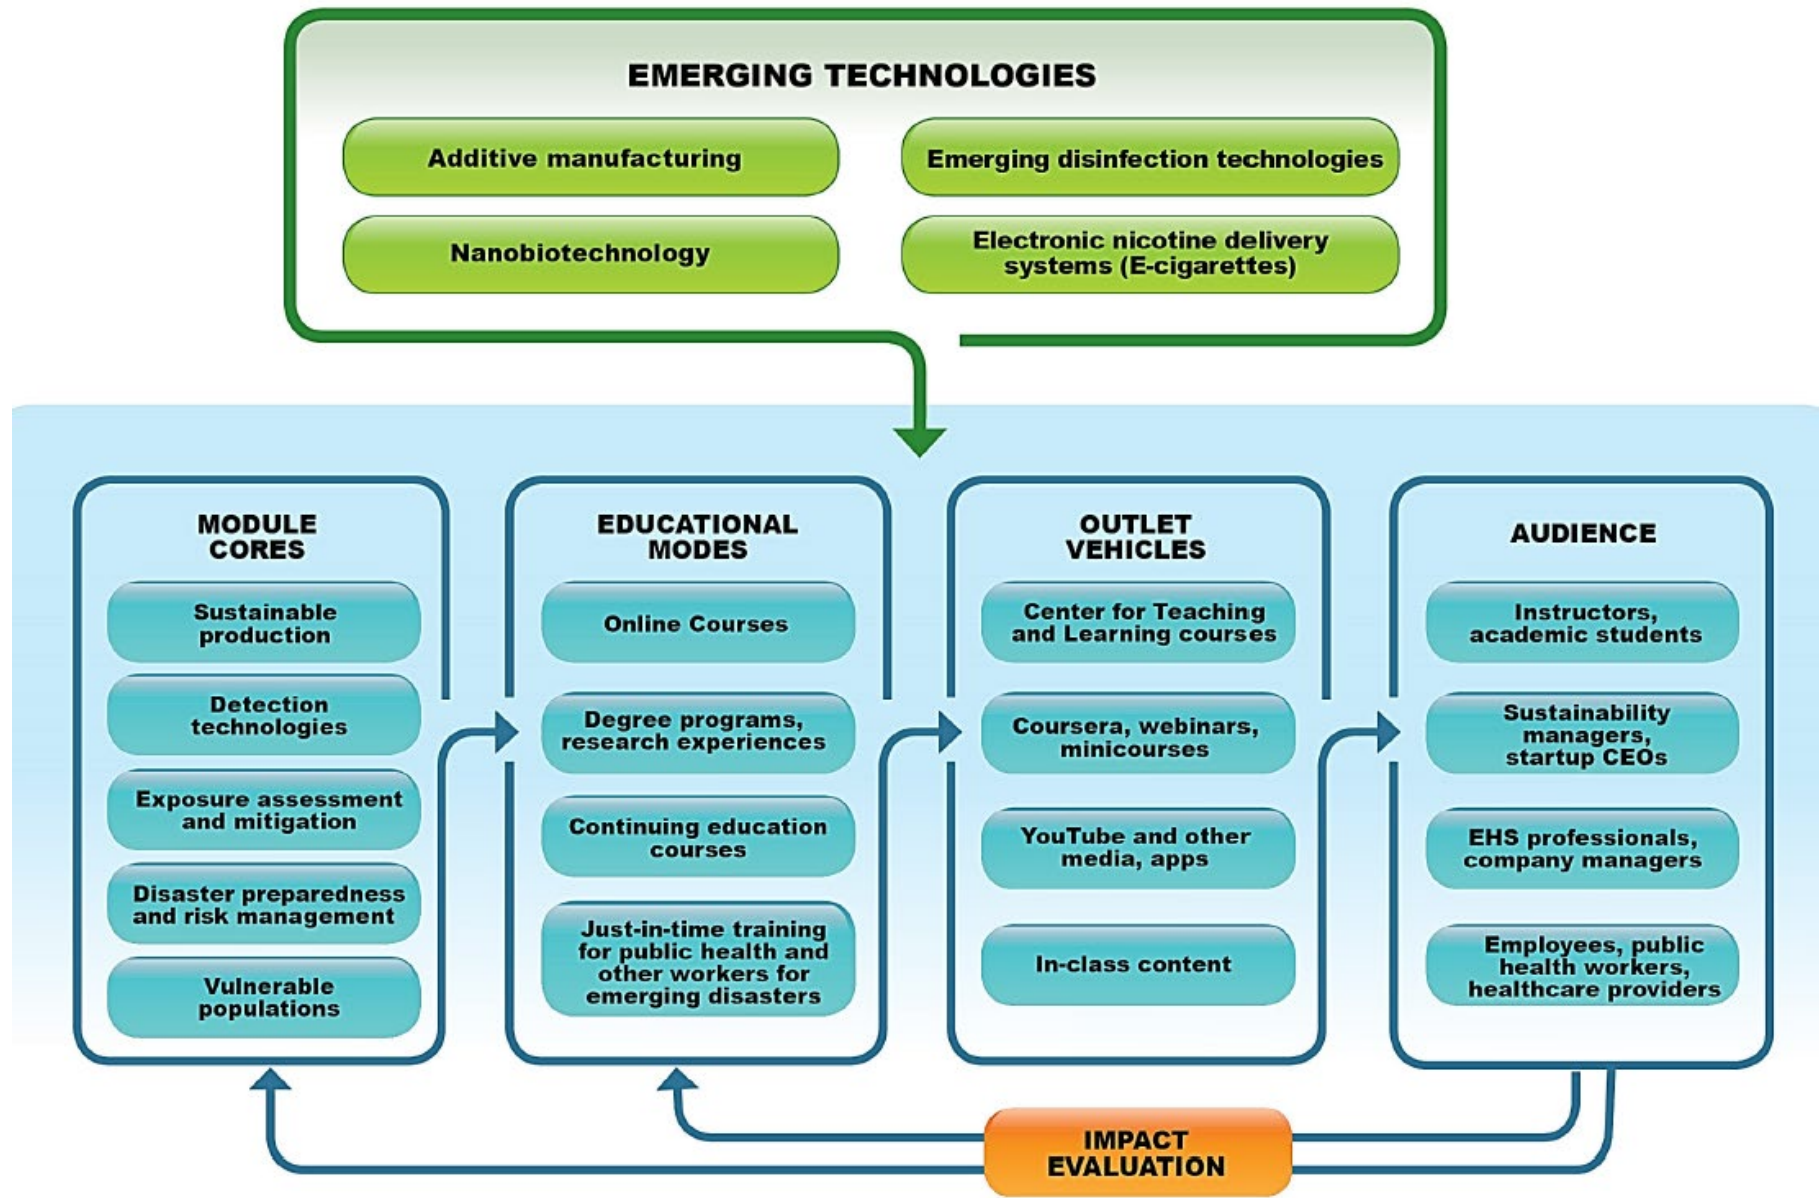 EMERGING TECHNOLOGIES
Additive manufacturing
Emerging disinfection technologies
Nanobiotechnology
Electronic nicotine delivery
systems (E-cigarettes)
MODULE
CORES
Sustainable
production
Detection
technologies
Exposure assessment
and mitigation
Disaster preparedness
and risk management
Vulnerable
populations
EDUCATIONAL
MODES
Online Courses
Degree programs,
research experiences
Continuing education
courses
Just-in-time training
for public health and
other workers for
emerging disasters
OUTLET
VEHICLES
Center for Teaching
and Learning courses
Coursera, webinars,
minicourses
YouTube and other
media, apps
In-class content
AUDIENCE
Instructors,
academic students
Sustainability
managers,
startup CEOs
EHS professionals,
company managers
Employees, public
health workers,
healthcare providers
IMPACT
EVALUATION